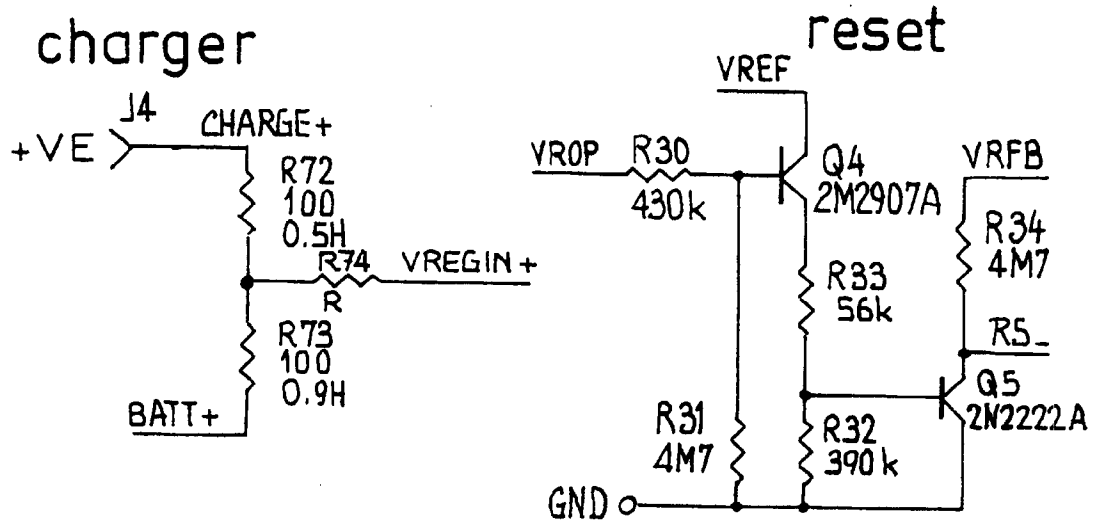 charger
J4
+VE
CHARGE+
R72
100
0.5H
R74
R
VREGIN+
R73
100
0.9H
BATT+
reset
VREF
VROP
R30
430k
Q4
2M2907A
VRFB
R34
4M7
R33
56k
R5_
Q5
2N2222A
R31
4M7
R32
390k
GND